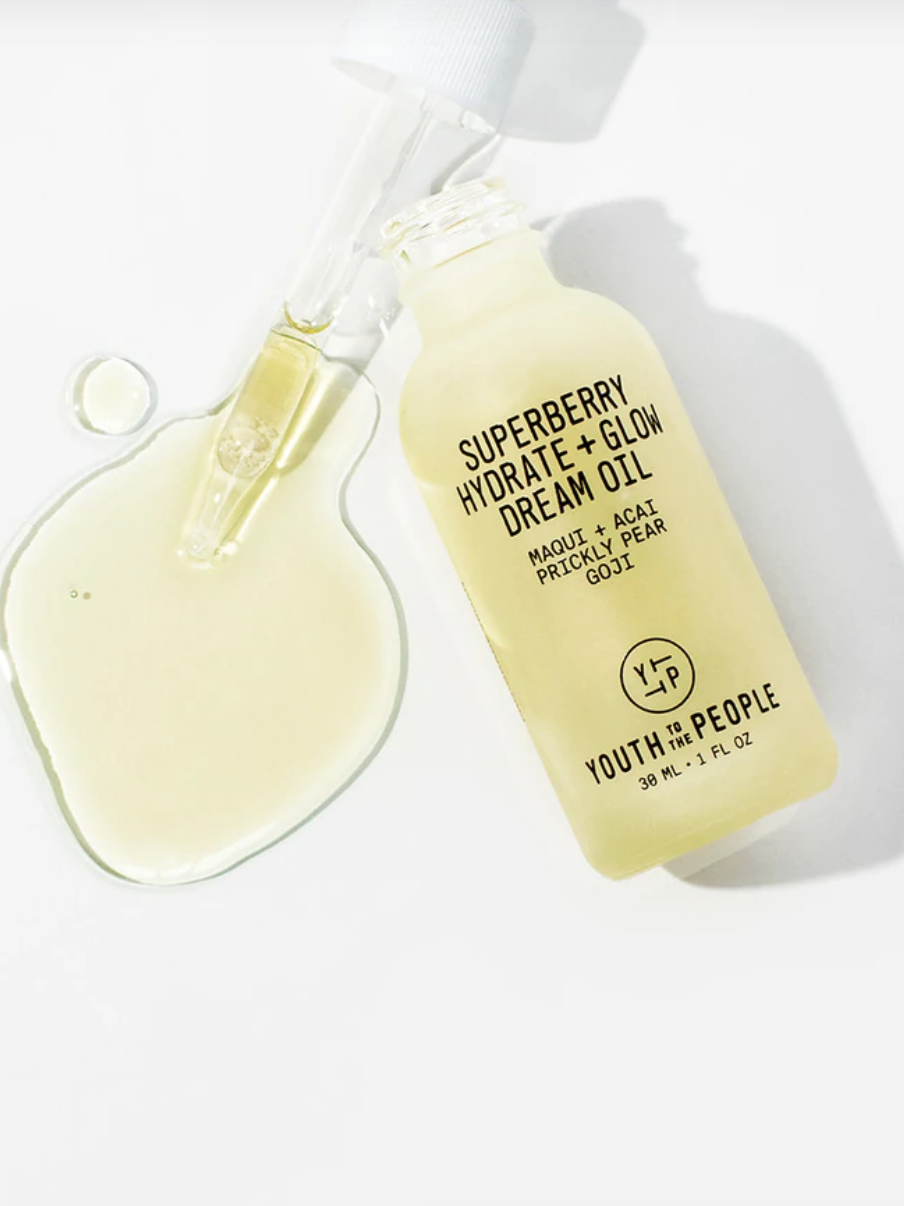 SUPERBERRY
HYDRATE + GLOW
DREAM OIL
MAQUI + ACAI
PRICKLY PEAR
GOJI
YTTP
YOUTH TO THE PEOPLE
30 ML • 1 FL OZ